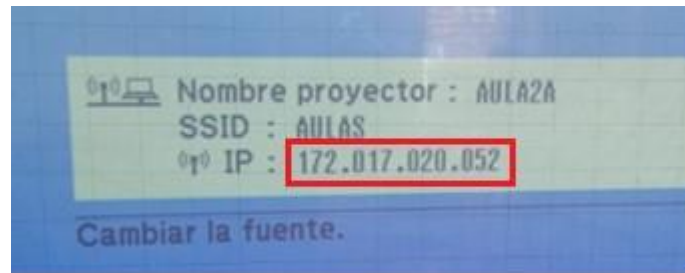 Nombre proyector : AULA2A
SSID : AULAS
IP : 172.017.020.052
Cambiar la fuente.